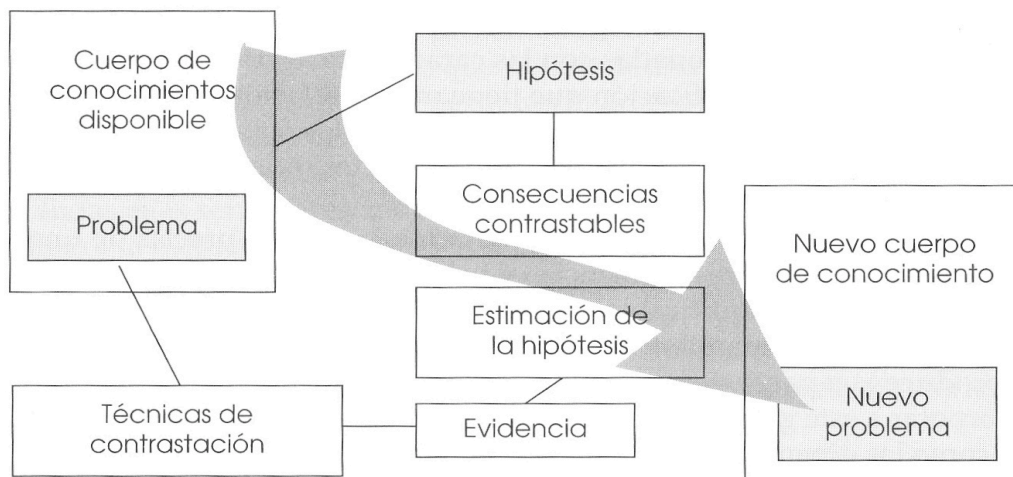 Cuerpo de
conocimientos
disponible
Problema
Hipótesis
Consecuencias
contrastables
Estimación de
la hipótesis
Técnicas de
contrastación
Evidencia
Nuevo cuerpo
de conocimiento
Nuevo
problema